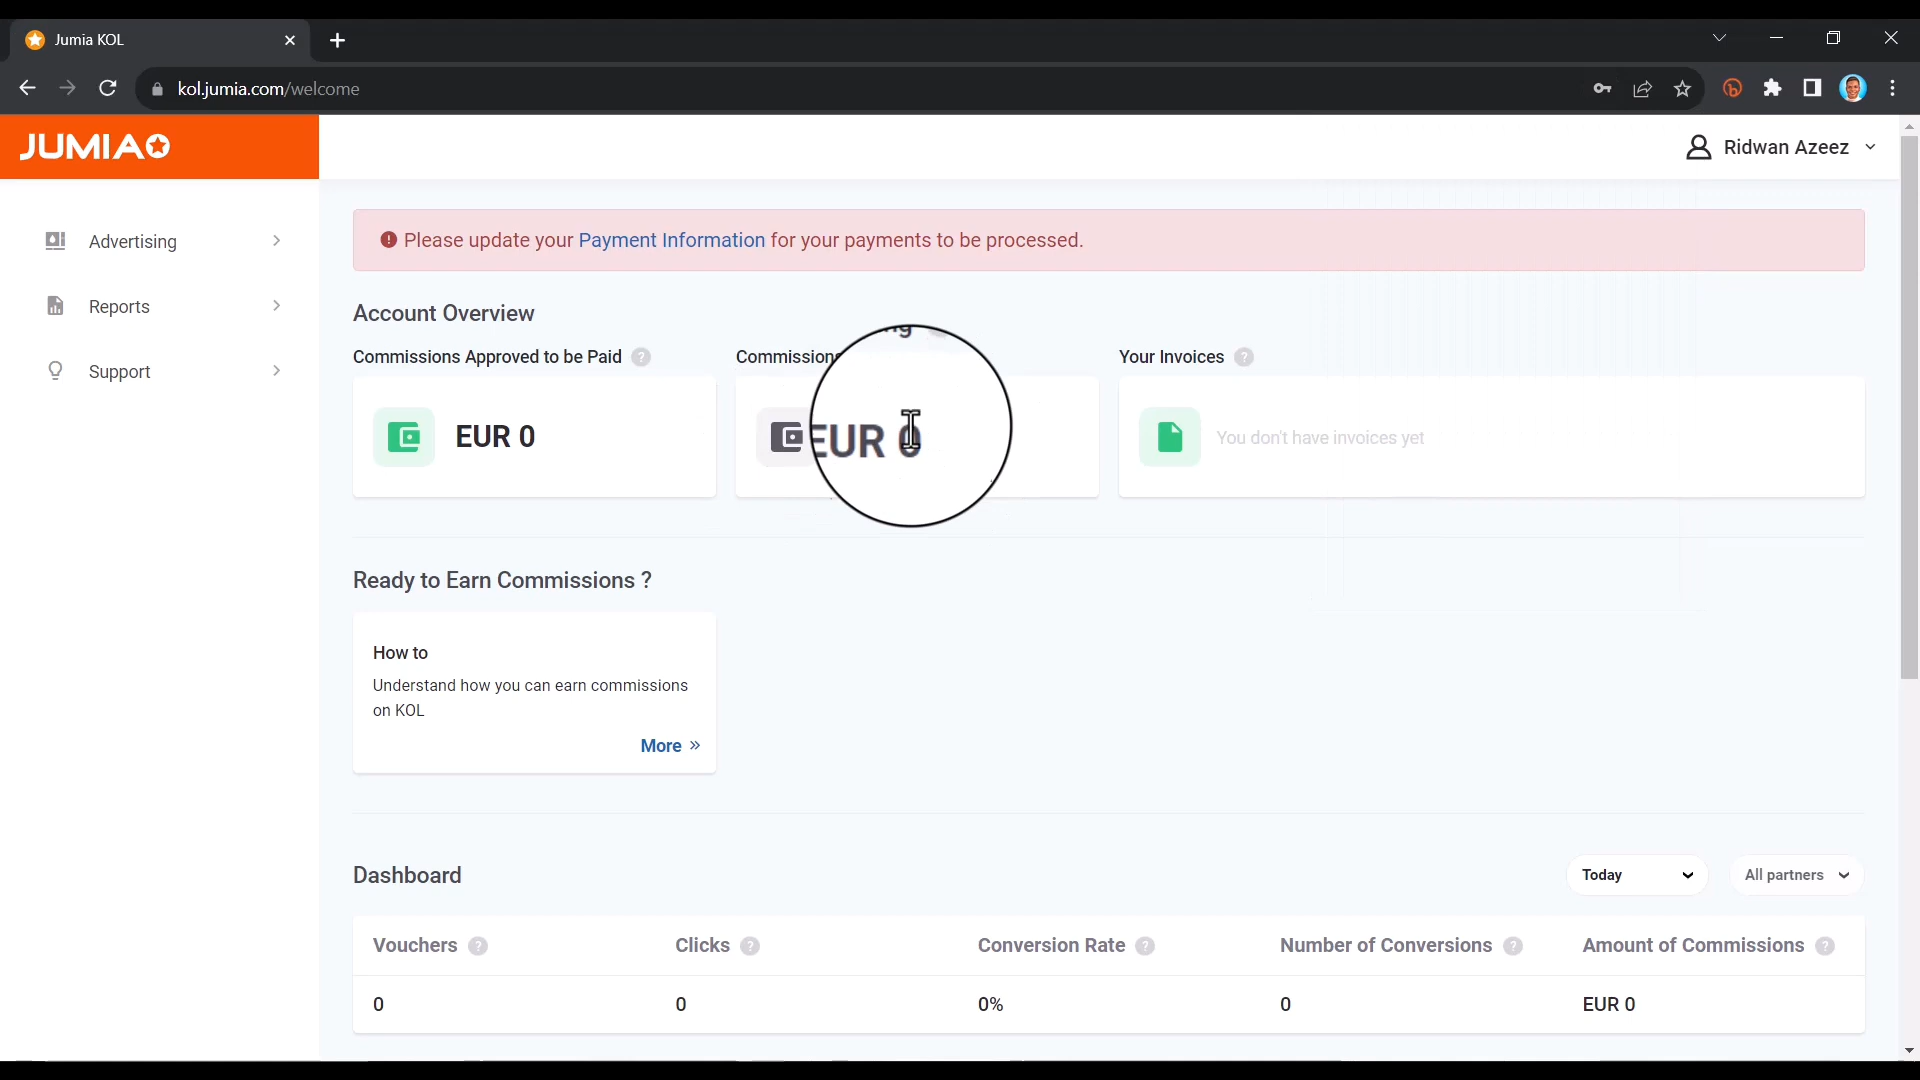 Jumia KOL
kol.jumia.com/welcome
JUMIA
Ridwan Azeez
Advertising
Reports
Support
Please update your Payment Information for your payments to be processed.
Account Overview
Commissions Approved to be Paid
Commissions
Your Invoices
EUR 0
EUR 0
You don't have invoices yet
Ready to Earn Commissions ?
How to
Understand how you can earn commissions
on KOL
More »
Dashboard
Today
All partners
Vouchers
Clicks
Conversion Rate
Number of Conversions
Amount of Commissions
0
0
0%
0
EUR 0